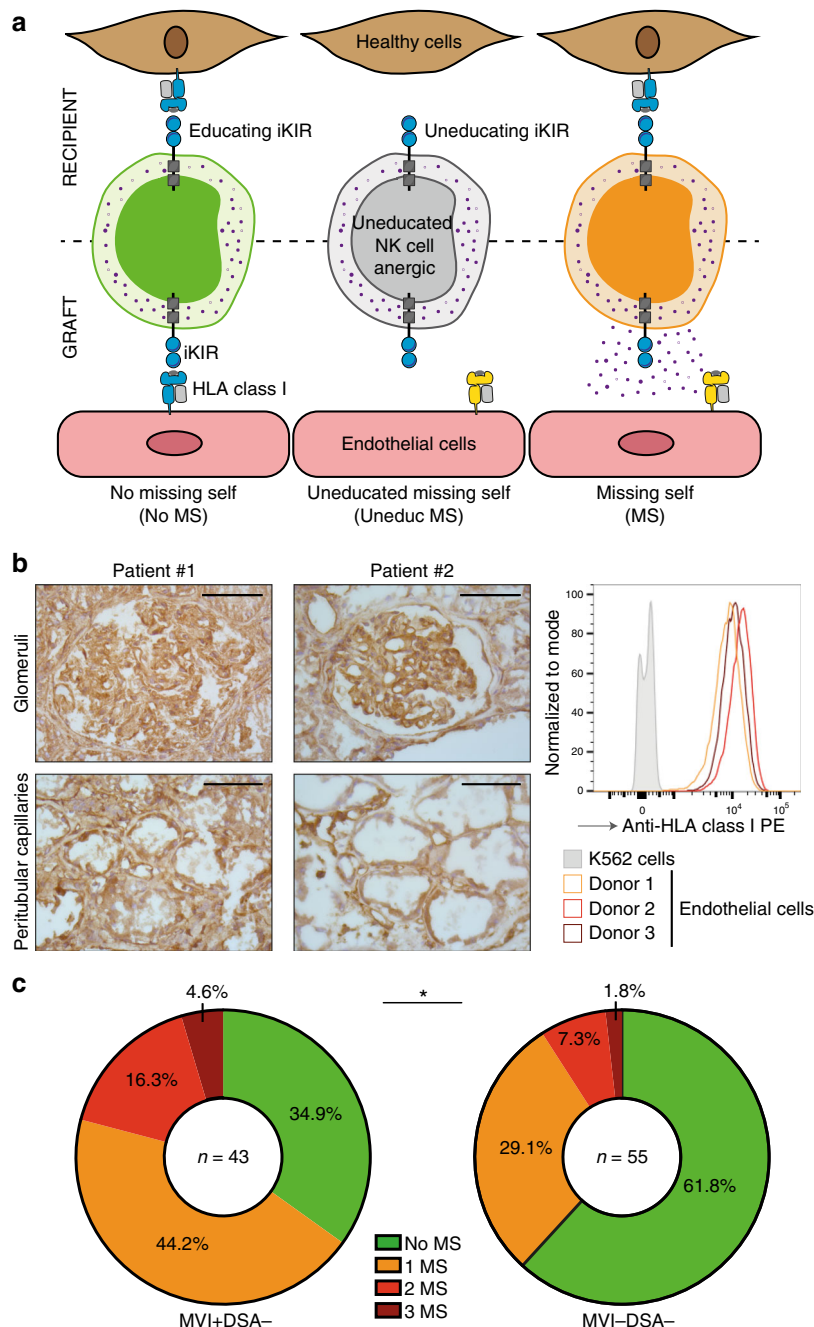 a
Healthy cells
RECIPIENT
Educating iKIR
Uneducating iKIR
Uneducated
NK cell
anergic
GRAFT
iKIR
HLA class I
Endothelial cells
No missing self
(No MS)
Uneducated missing self
(Uneduc MS)
Missing self
(MS)
b
Patient #1
Patient #2
Glomeruli
Peritubular capillaries
Normalized to mode
100
80
60
40
20
0
0
10⁴
10⁵
Anti-HLA class I PE
K562 cells
Donor 1
Donor 2
Donor 3
Endothelial cells
c
4.6%
16.3%
34.9%
44.2%
n = 43
MVI+DSA–
*
1.8%
7.3%
29.1%
61.8%
n = 55
MVI–DSA–
No MS
1 MS
2 MS
3 MS